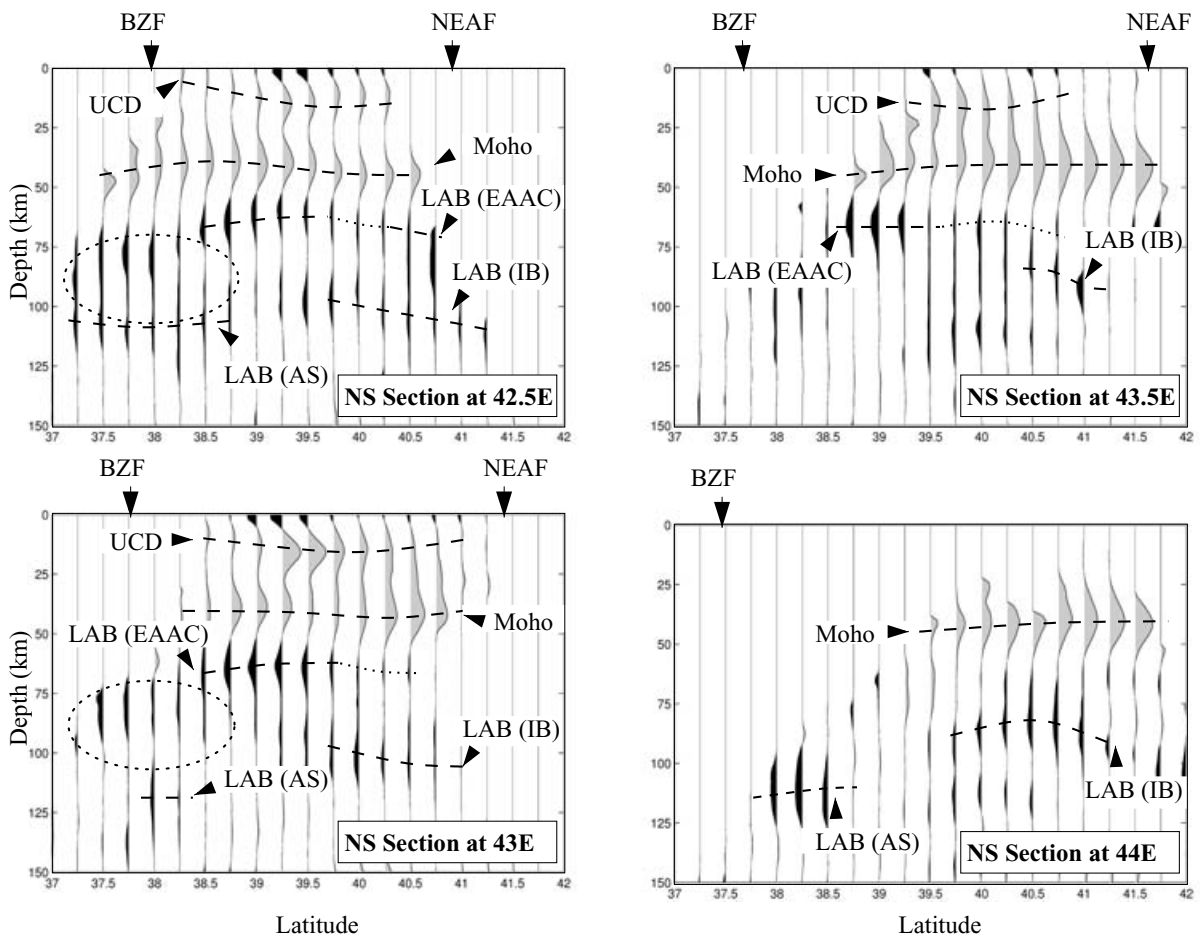 BZF NEAF
0
25
50
75
100
125
150
Depth (km)
UCD
Moho
LAB (EAAC)
LAB (IB)
LAB (AS)
NS Section at 42.5E
37 37.5 38 38.5 39 39.5 40 40.5 41 41.5 42
BZF NEAF
0
25
50
75
100
125
150
UCD
Moho
LAB (EAAC)
LAB (IB)
NS Section at 43.5E
37 37.5 38 38.5 39 39.5 40 40.5 41 41.5 42
BZF NEAF
0
25
50
75
100
125
150
Depth (km)
UCD
LAB (EAAC)
Moho
LAB (IB)
LAB (AS)
NS Section at 43E
37 37.5 38 38.5 39 39.5 40 40.5 41 41.5 42
Latitude
BZF
0
25
50
75
100
125
150
Moho
LAB (IB)
LAB (AS)
NS Section at 44E
37 37.5 38 38.5 39 39.5 40 40.5 41 41.5 42
Latitude